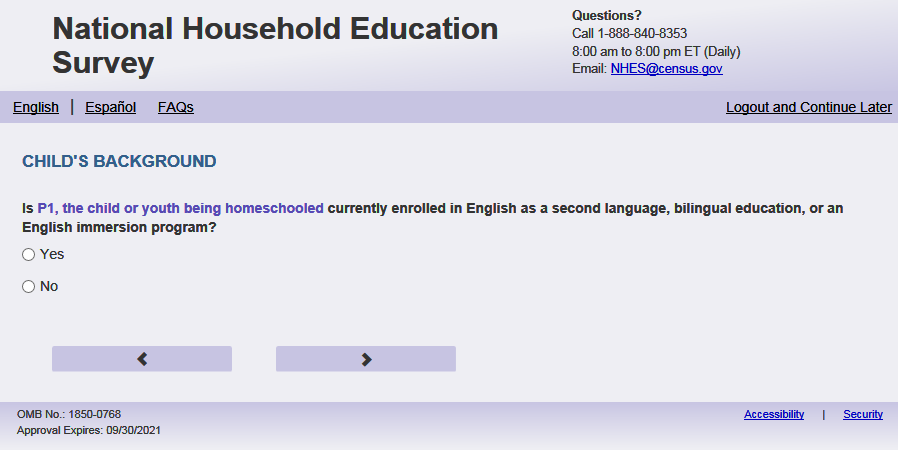 National Household Education
Survey
Questions?
Call 1-888-840-8353
8:00 am to 8:00 pm ET (Daily)
Email: NHES@census.gov
English | Español FAQs Logout and Continue Later
CHILD'S BACKGROUND
Is P1, the child or youth being homeschooled currently enrolled in English as a second language, bilingual education, or an
English immersion program?
Yes
No
OMB No.: 1850-0768
Approval Expires: 09/30/2021
Accessibility | Security